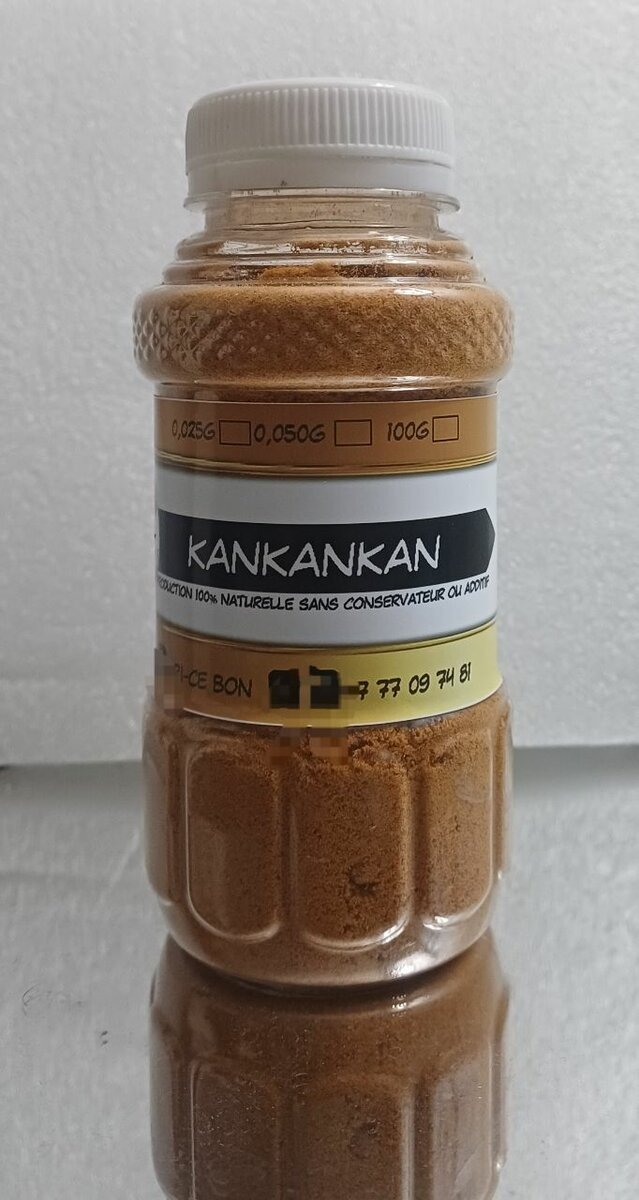 0,025G 0,050G 100G
KANKANKAN
PRODUCTION 100% NATURELLE SANS CONSERVATEUR OU ADDITIF
PI-CE BON 7 77 09 74 81